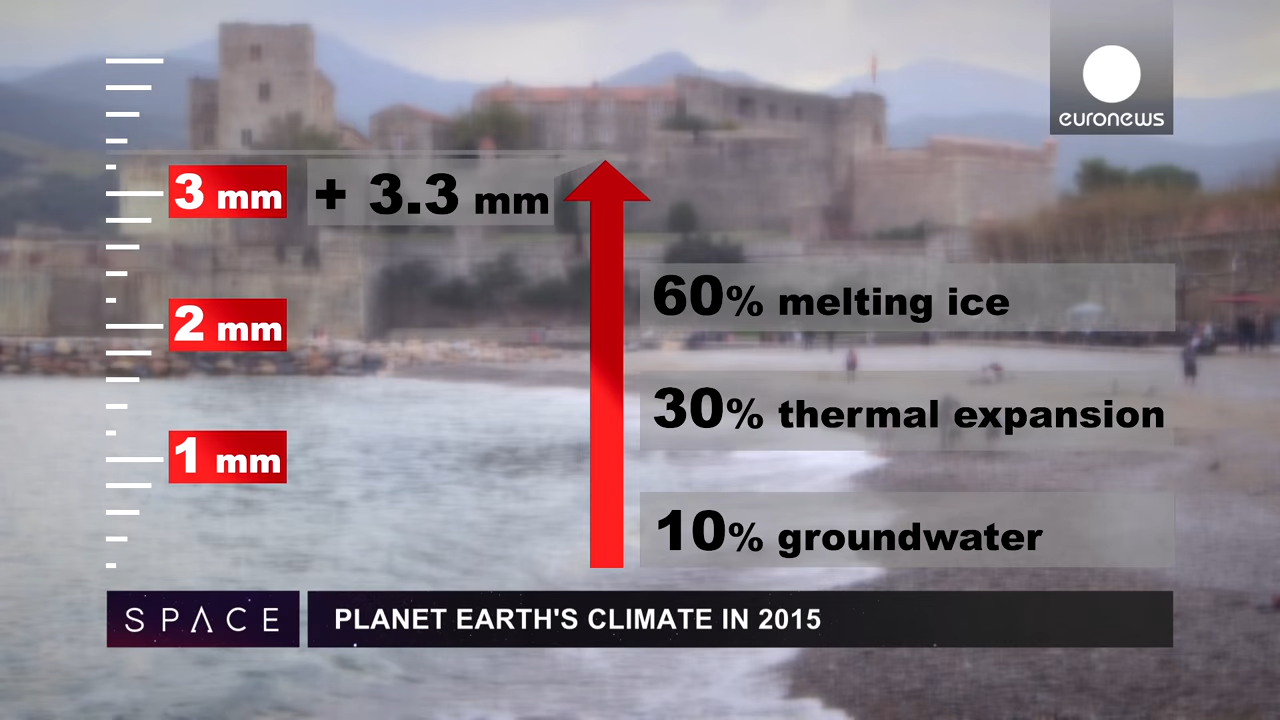 euronews
3 mm
+ 3.3 mm
2 mm
60% melting ice
30% thermal expansion
1 mm
10% groundwater
SPACE
PLANET EARTH'S CLIMATE IN 2015